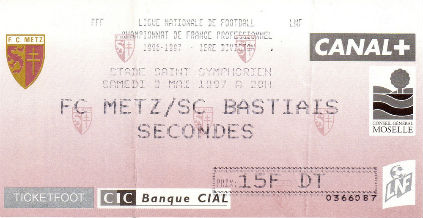 FFF LIGUE NATIONALE DE FOOTBALL LNF
CHAMPIONNAT DE FRANCE PROFESSIONNEL
1996-1997 - 1ERE DIVISION
FC METZ
CANAL+
STADE SAINT SYMPHORIEN
SAMEDI 3 MAI 1997 A 20H
FC METZ/SC BASTIAIS
SECONDES
CONSEIL GÉNÉRAL
MOSELLE
PRIX: 15F DT
LNF
TICKETFOOT CIC Banque CIAL
0366087